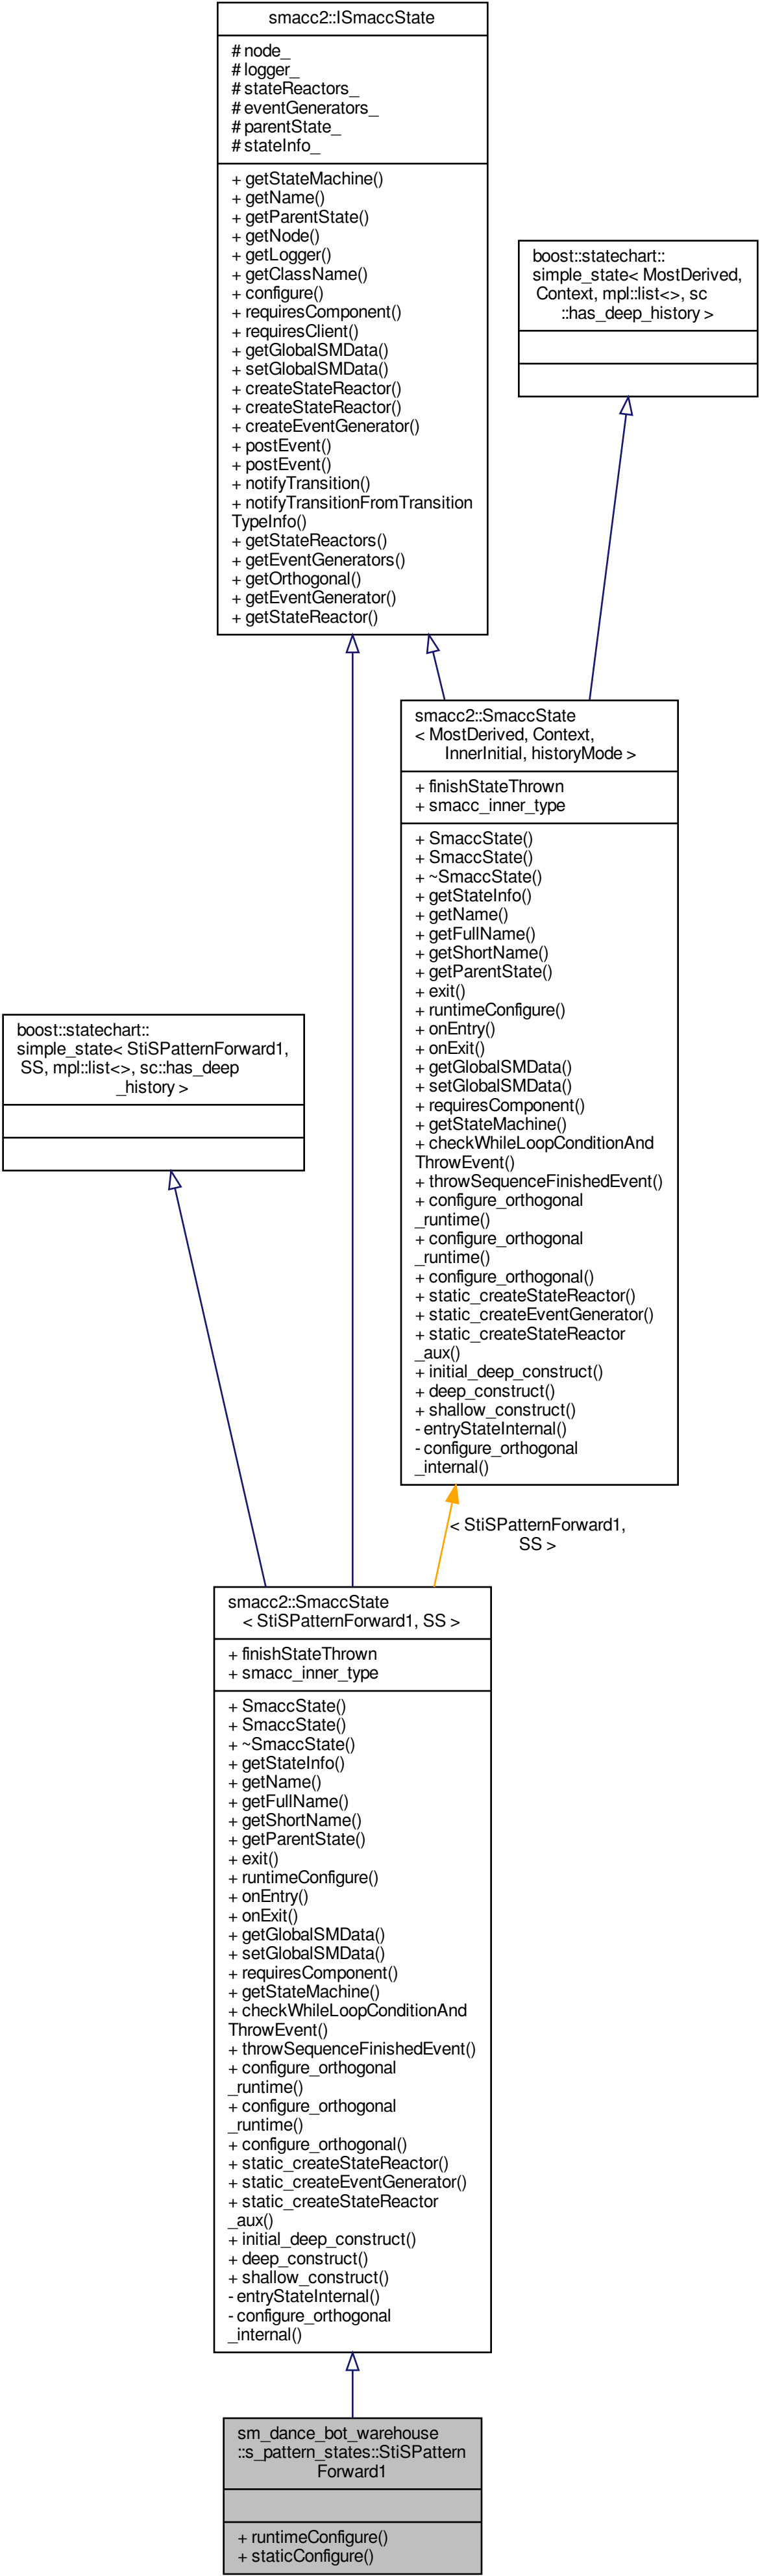 smacc2::ISmaccState
# node_
# logger_
# stateReactors_
# eventGenerators_
# parentState_
# stateInfo_
+ getStateMachine()
+ getName()
+ getParentState()
+ getNode()
+ getLogger()
+ getClassName()
+ configure()
+ requiresComponent()
+ requiresClient()
+ getGlobalSMData()
+ setGlobalSMData()
+ createStateReactor()
+ createStateReactor()
+ createEventGenerator()
+ postEvent()
+ postEvent()
+ notifyTransition()
+ notifyTransitionFromTransition
TypeInfo()
+ getStateReactors()
+ getEventGenerators()
+ getOrthogonal()
+ getEventGenerator()
+ getStateReactor()
boost::statechart::
simple_state< MostDerived,
Context, mpl::list<>, sc
::has_deep_history >
smacc2::SmaccState
< MostDerived, Context,
InnerInitial, historyMode >
+ finishStateThrown
+ smacc_inner_type
+ SmaccState()
+ SmaccState()
+ ~SmaccState()
+ getStateInfo()
+ getName()
+ getFullName()
+ getShortName()
+ getParentState()
+ exit()
+ runtimeConfigure()
+ onEntry()
+ onExit()
+ getGlobalSMData()
+ setGlobalSMData()
+ requiresComponent()
+ getStateMachine()
+ checkWhileLoopConditionAnd
ThrowEvent()
+ throwSequenceFinishedEvent()
+ configure_orthogonal
_runtime()
+ configure_orthogonal
_runtime()
+ configure_orthogonal()
+ static_createStateReactor()
+ static_createEventGenerator()
+ static_createStateReactor
_aux()
+ initial_deep_construct()
+ deep_construct()
+ shallow_construct()
- entryStateInternal()
- configure_orthogonal
_internal()
boost::statechart::
simple_state< StiSPatternForward1,
SS, mpl::list<>, sc::has_deep
_history >
< StiSPatternForward1,
SS >
smacc2::SmaccState
< StiSPatternForward1, SS >
+ finishStateThrown
+ smacc_inner_type
+ SmaccState()
+ SmaccState()
+ ~SmaccState()
+ getStateInfo()
+ getName()
+ getFullName()
+ getShortName()
+ getParentState()
+ exit()
+ runtimeConfigure()
+ onEntry()
+ onExit()
+ getGlobalSMData()
+ setGlobalSMData()
+ requiresComponent()
+ getStateMachine()
+ checkWhileLoopConditionAnd
ThrowEvent()
+ throwSequenceFinishedEvent()
+ configure_orthogonal
_runtime()
+ configure_orthogonal
_runtime()
+ configure_orthogonal()
+ static_createStateReactor()
+ static_createEventGenerator()
+ static_createStateReactor
_aux()
+ initial_deep_construct()
+ deep_construct()
+ shallow_construct()
- entryStateInternal()
- configure_orthogonal
_internal()
sm_dance_bot_warehouse
::s_pattern_states::StiSPattern
Forward1
+ runtimeConfigure()
+ staticConfigure()